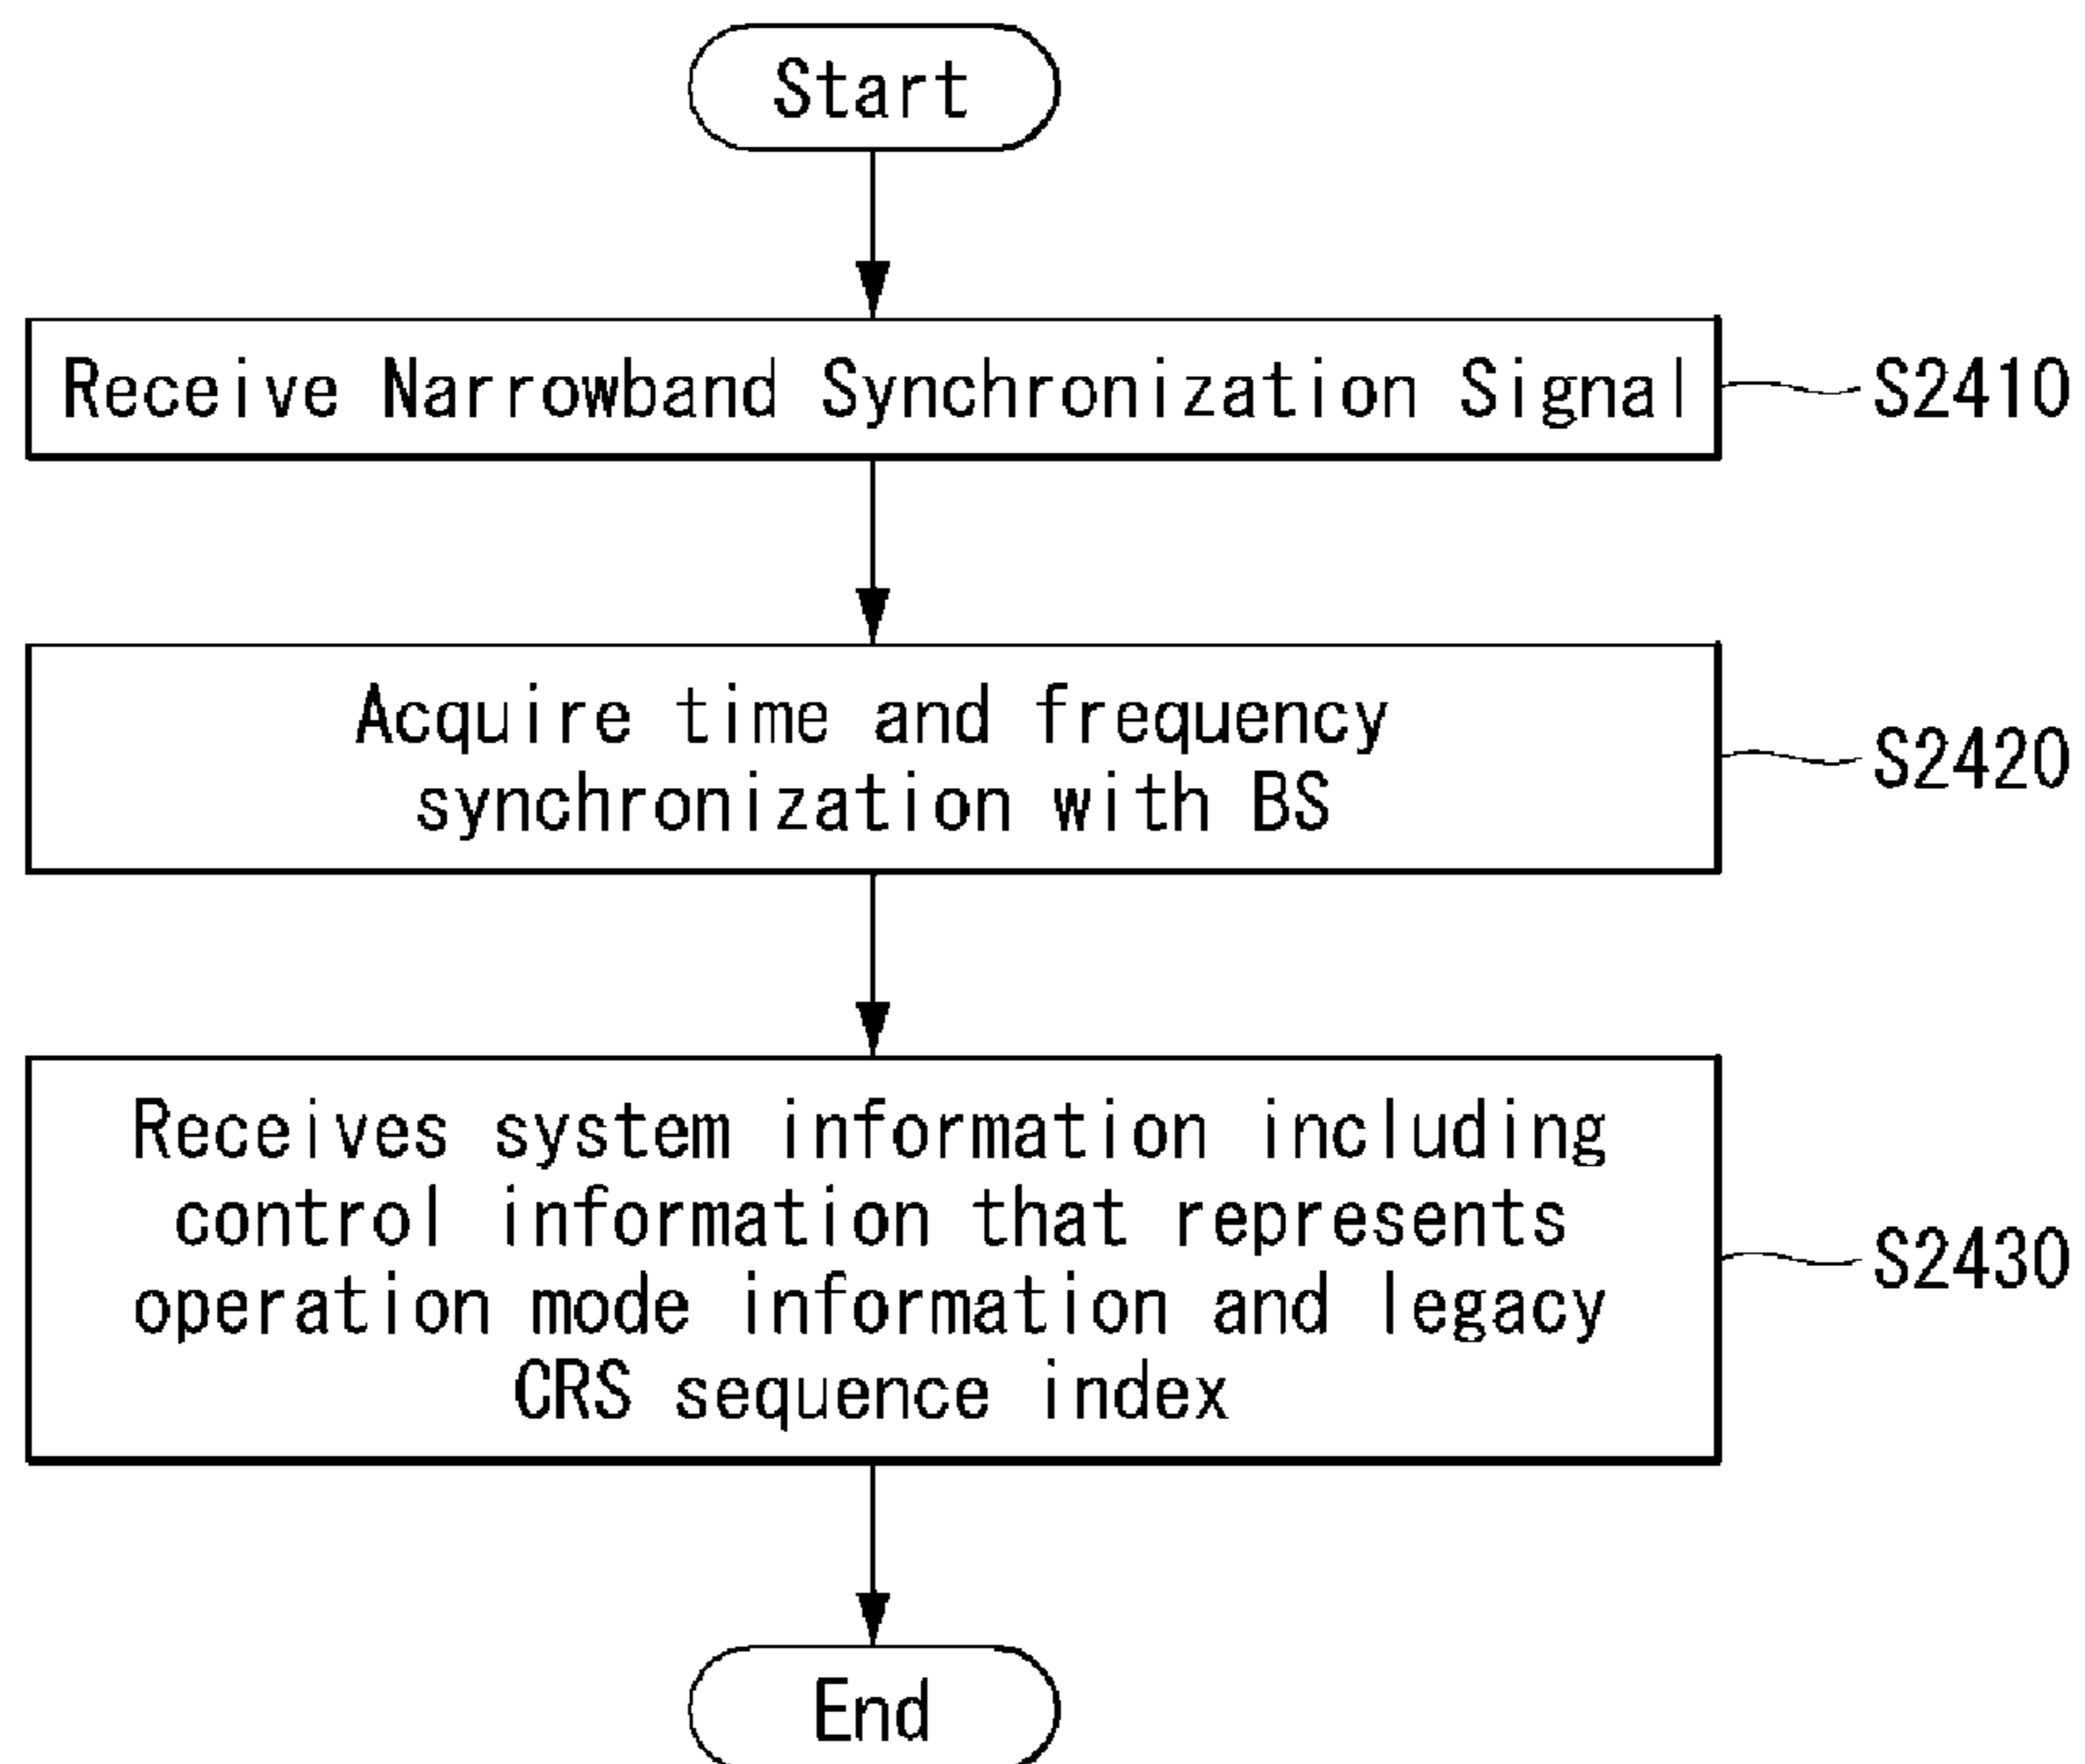 Start
Receive Narrowband Synchronization Signal
S2410
Acquire time and frequency
synchronization with BS
S2420
Receives system information including
control information that represents
operation mode information and legacy
CRS sequence index
S2430
End